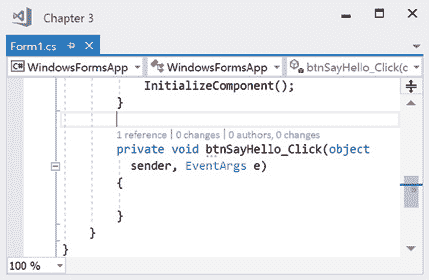 Chapter 3
Form1.cs
WindowsFormsApp WindowsFormsApp btnSayHello_Click(c
InitializeComponent();
}
1 reference | 0 changes | 0 authors, 0 changes
private void btnSayHello_Click(object
sender, EventArgs e)
{
}
}
}
100 %